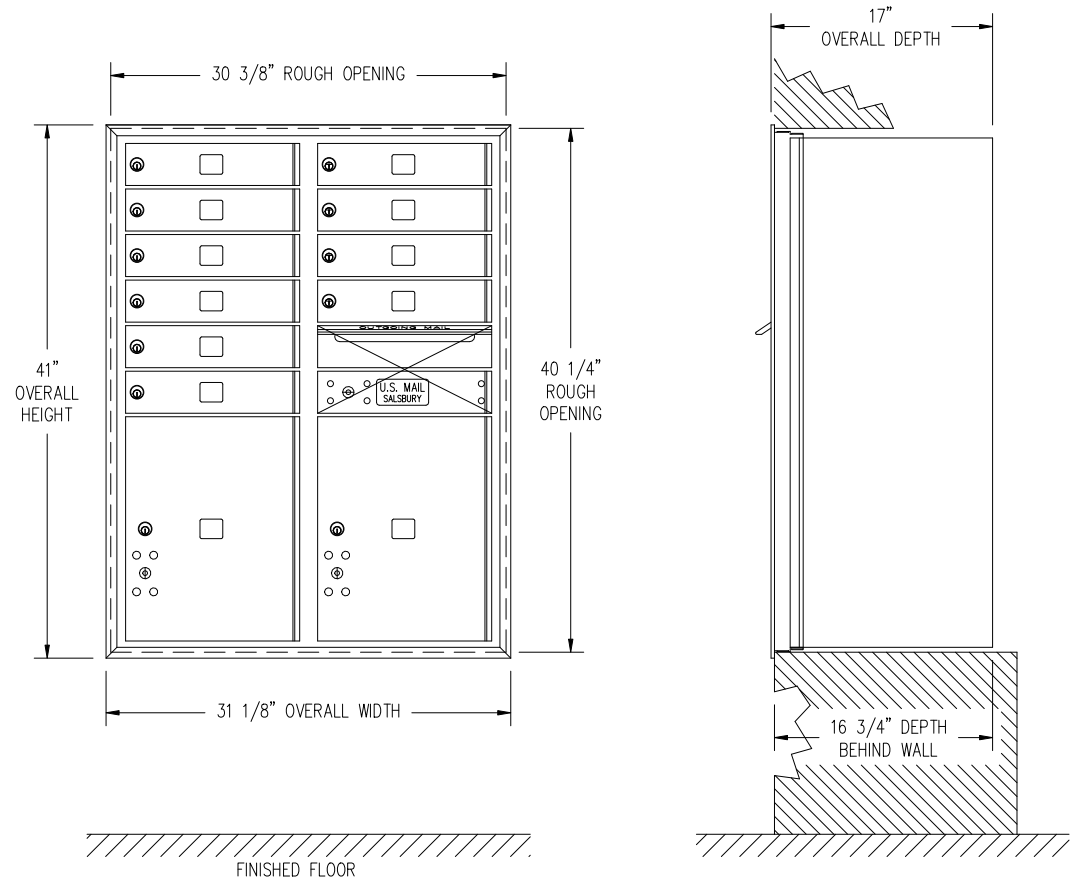 17"
OVERALL DEPTH
30 3/8" ROUGH OPENING
OUTGOING MAIL
41"
OVERALL
HEIGHT
40 1/4"
ROUGH
OPENING
U.S. MAIL
SALSBURY
31 1/8" OVERALL WIDTH
16 3/4" DEPTH
BEHIND WALL
FINISHED FLOOR